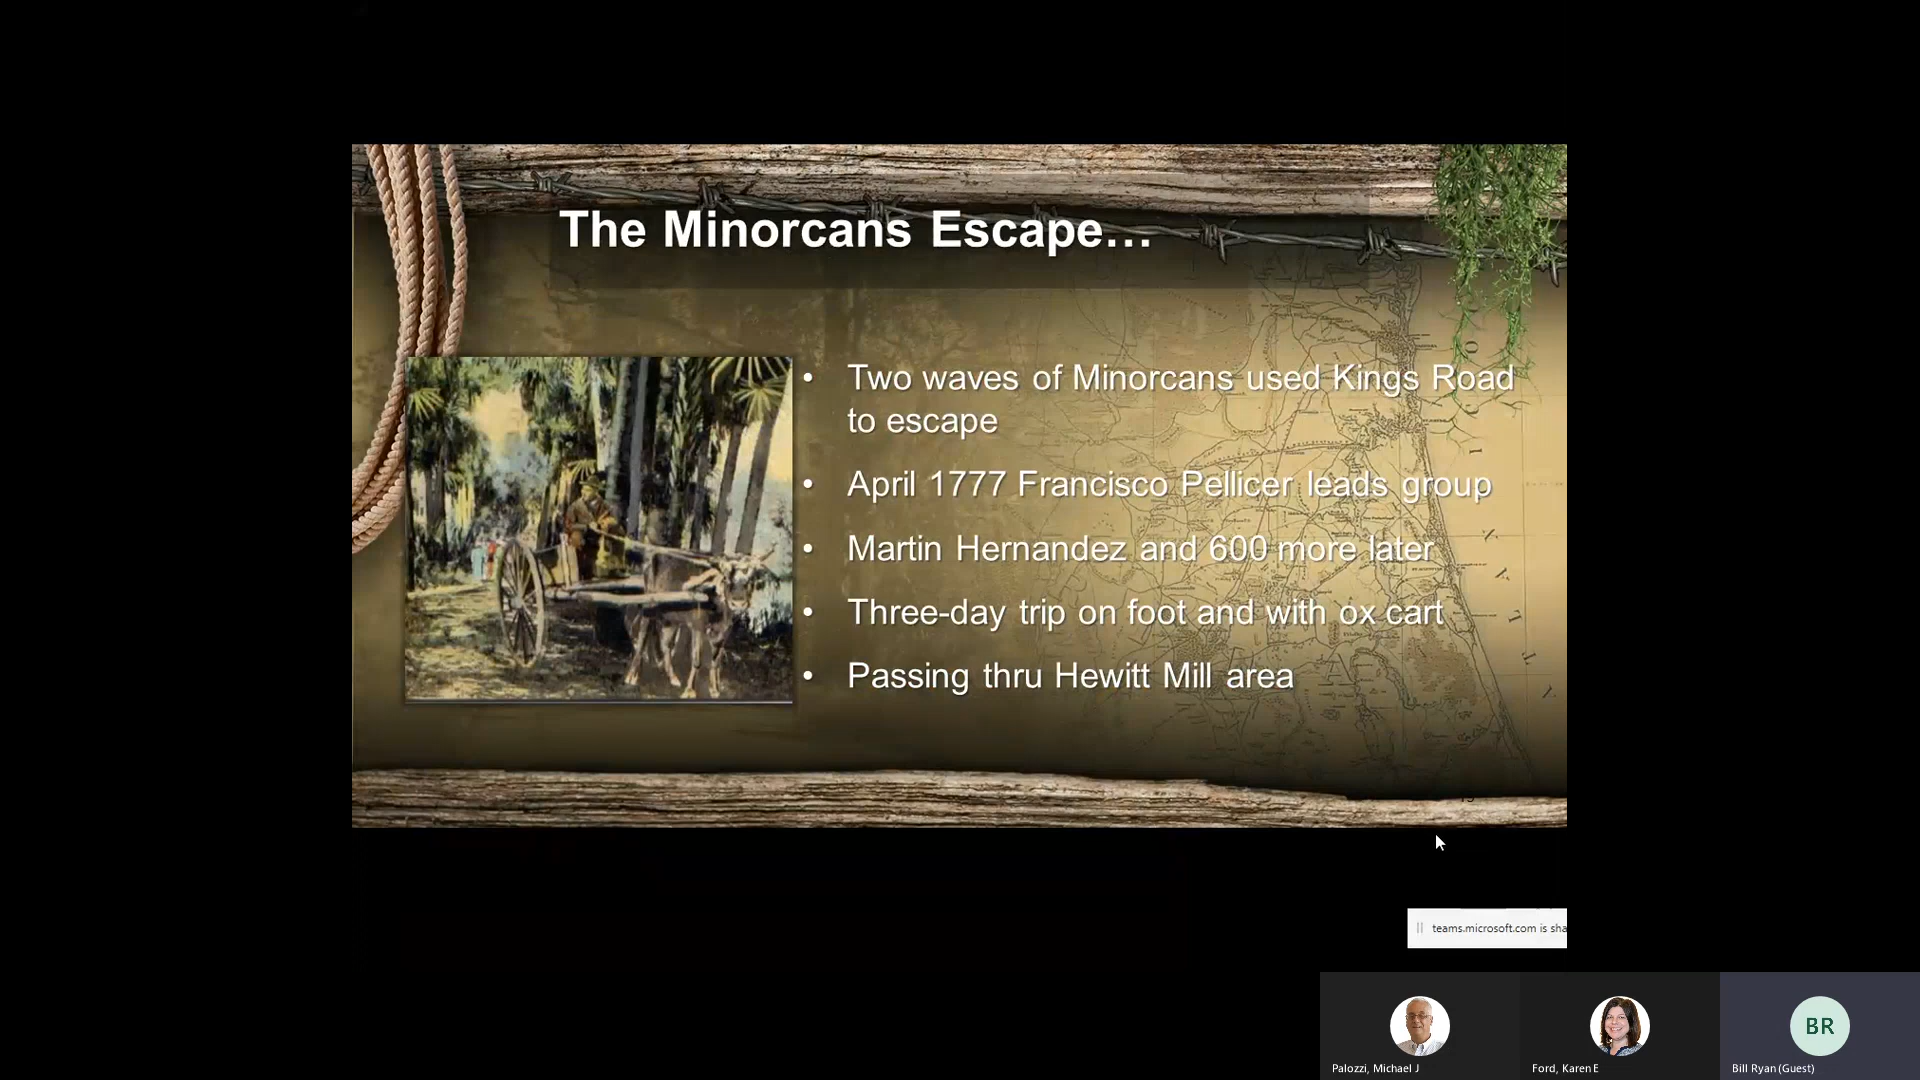 The Minorcans Escape…
• Two waves of Minorcans used Kings Road
to escape
• April 1777 Francisco Pellicer leads group
• Martin Hernandez and 600 more later
• Three-day trip on foot and with ox cart
• Passing thru Hewitt Mill area
teams.microsoft.com is sha
BR
Palozzi, Michael J
Ford, Karen E
Bill Ryan (Guest)